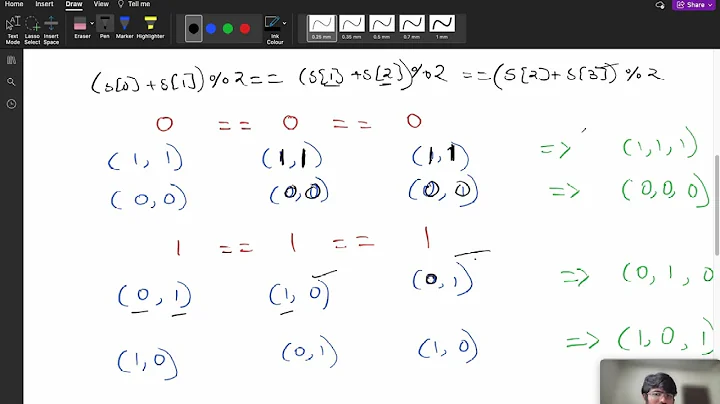 Home Insert Draw View Tell me
Text Mode Lasso Select Insert Space Eraser Pen Marker Highlighter Ink Colour 0.25 mm 0.35 mm 0.5 mm 0.7 mm 1 mm
(s[0] + s[1]) % 2 == (s[1] + s[2]) % 2 == (s[2] + s[3]) % 2
0 == 0 == 0
(1, 1) (1, 1) (1, 1) => (1, 1, 1)
(0, 0) (0, 0) (0, 0) => (0, 0, 0)
1 == 1 == 1
(0, 1) (1, 0) (0, 1) => (0, 1, 0
(1, 0) (0, 1) (1, 0) => (1, 0, 1